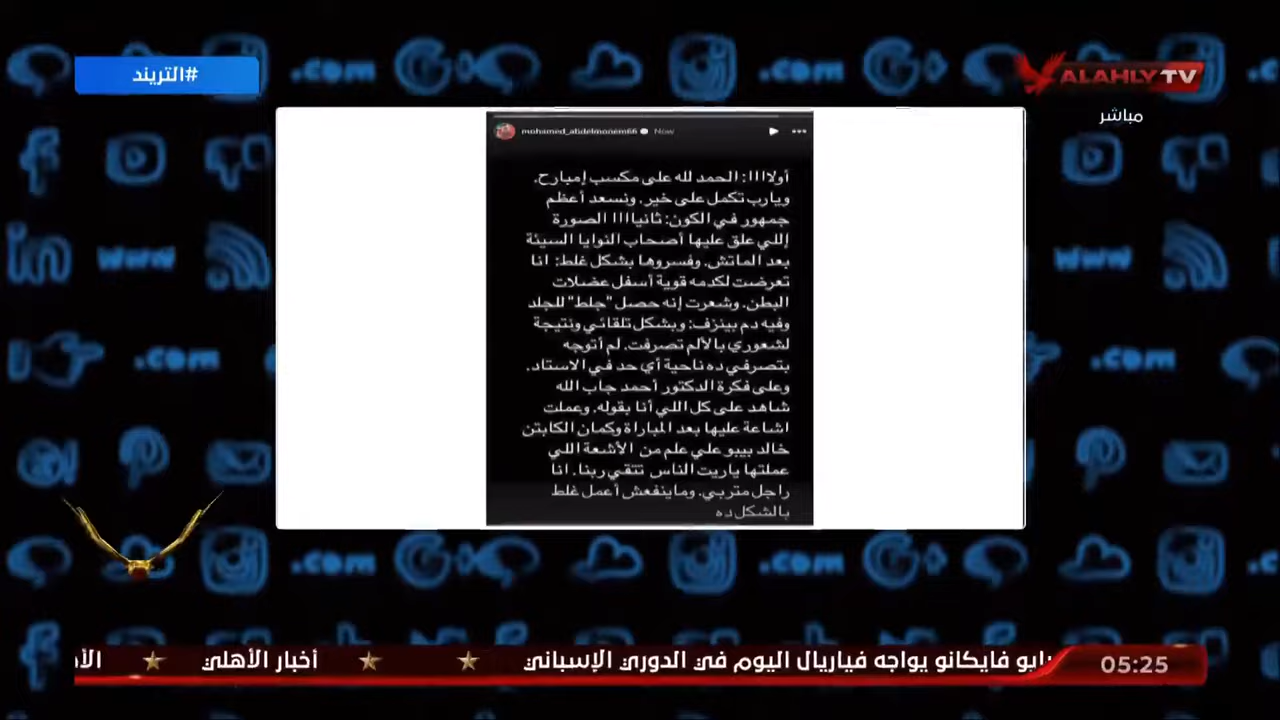 #التريند
ALAHLY TV
مباشر
mohamed_abdelmonem66 Now
أولاااا: الحمد لله على مكسب إمبارح.
ويارب تكمل على خير. ونسعد أعظم
جمهور في الكون: ثانياااا الصورة
إللي علق عليها أصحاب النوايا السيئة
بعد الماتش. وفسروها بشكل غلط: انا
تعرضت لكدمه قوية أسفل عضلات
البطن. وشعرت إنه حصل "جلط" للجلد
وفيه دم بينزف: وبشكل تلقائي ونتيجة
لشعوري بالألم تصرفت. لم أتوجه
بتصرفي ده ناحية أي حد في الاستاد.
وعلى فكرة الدكتور أحمد جاب الله
شاهد على كل اللي أنا بقوله. وعملت
اشاعة عليها بعد المباراة وكمان الكابتن
خالد بيبو علي علم من الأشعة اللي
عملتها ياريت الناس تتقي ربنا. انا
راجل متربي. وماينفعش أعمل غلط
بالشكل ده
.com
www
رايو فايكانو يواجه فياريال اليوم في الدوري الإسباني
أخبار الأهلي
05:25